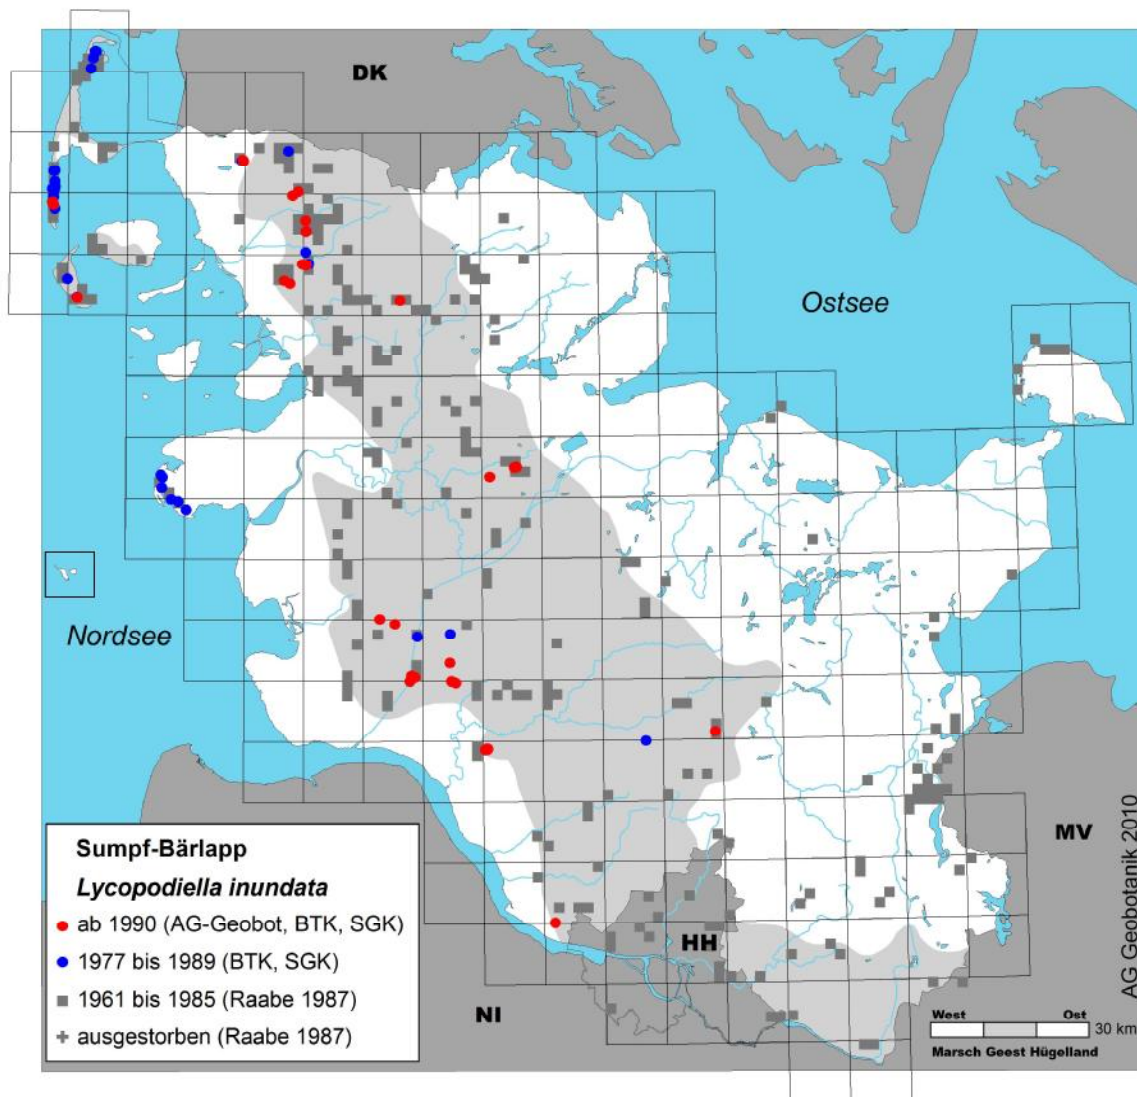 DK
Ostsee
Nordsee
MV
HH
NI
Sumpf-Bärlapp
Lycopodiella inundata
ab 1990 (AG-Geobot, BTK, SGK)
1977 bis 1989 (BTK, SGK)
1961 bis 1985 (Raabe 1987)
ausgestorben (Raabe 1987)
West Ost
30 km
Marsch Geest Hügelland
AG Geobotanik 2010